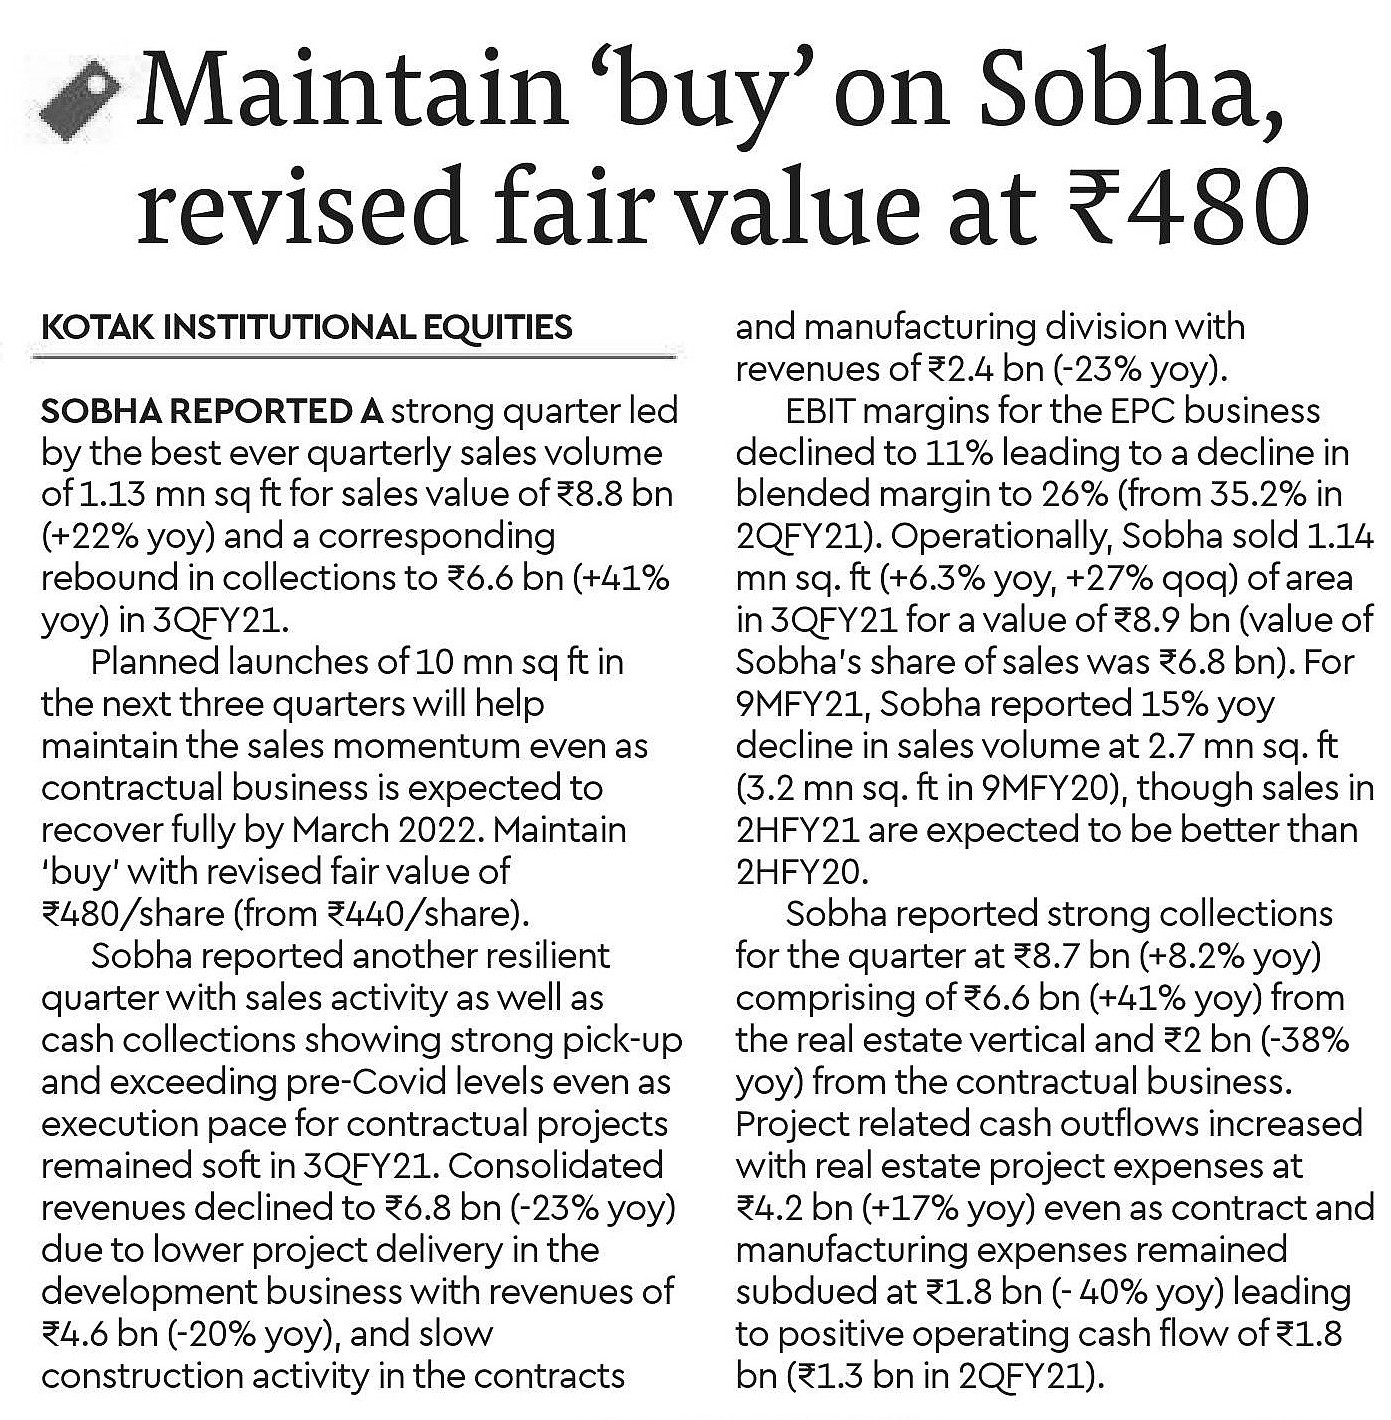 Maintain ‘buy’ on Sobha,
revised fair value at ₹480
KOTAK INSTITUTIONAL EQUITIES
SOBHA REPORTED A strong quarter led
by the best ever quarterly sales volume
of 1.13 mn sq ft for sales value of ₹8.8 bn
(+22% yoy) and a corresponding
rebound in collections to ₹6.6 bn (+41%
yoy) in 3QFY21.
Planned launches of 10 mn sq ft in
the next three quarters will help
maintain the sales momentum even as
contractual business is expected to
recover fully by March 2022. Maintain
‘buy’ with revised fair value of
₹480/share (from ₹440/share).
Sobha reported another resilient
quarter with sales activity as well as
cash collections showing strong pick-up
and exceeding pre-Covid levels even as
execution pace for contractual projects
remained soft in 3QFY21. Consolidated
revenues declined to ₹6.8 bn (-23% yoy)
due to lower project delivery in the
development business with revenues of
₹4.6 bn (-20% yoy), and slow
construction activity in the contracts
and manufacturing division with
revenues of ₹2.4 bn (-23% yoy).
EBIT margins for the EPC business
declined to 11% leading to a decline in
blended margin to 26% (from 35.2% in
2QFY21). Operationally, Sobha sold 1.14
mn sq. ft (+6.3% yoy, +27% qoq) of area
in 3QFY21 for a value of ₹8.9 bn (value of
Sobha's share of sales was ₹6.8 bn). For
9MFY21, Sobha reported 15% yoy
decline in sales volume at 2.7 mn sq. ft
(3.2 mn sq. ft in 9MFY20), though sales in
2HFY21 are expected to be better than
2HFY20.
Sobha reported strong collections
for the quarter at ₹8.7 bn (+8.2% yoy)
comprising of ₹6.6 bn (+41% yoy) from
the real estate vertical and ₹2 bn (-38%
yoy) from the contractual business.
Project related cash outflows increased
with real estate project expenses at
₹4.2 bn (+17% yoy) even as contract and
manufacturing expenses remained
subdued at ₹1.8 bn (- 40% yoy) leading
to positive operating cash flow of ₹1.8
bn (₹1.3 bn in 2QFY21).